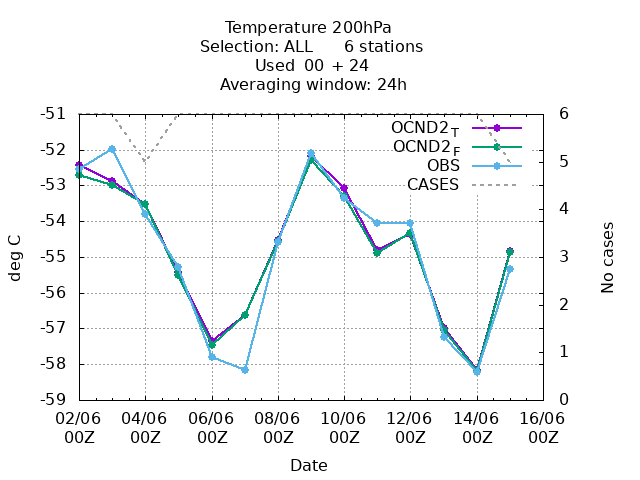 Temperature 200hPa
Selection: ALL 6 stations
Used 00 + 24
Averaging window: 24h
-51
-52
-53
-54
-55
-56
-57
-58
-59
deg C
6
5
4
3
2
1
0
No cases
OCND2T
OCND2F
OBS
CASES
02/06 04/06 06/06 08/06 10/06 12/06 14/06 16/06
00Z 00Z 00Z 00Z 00Z 00Z 00Z 00Z
Date